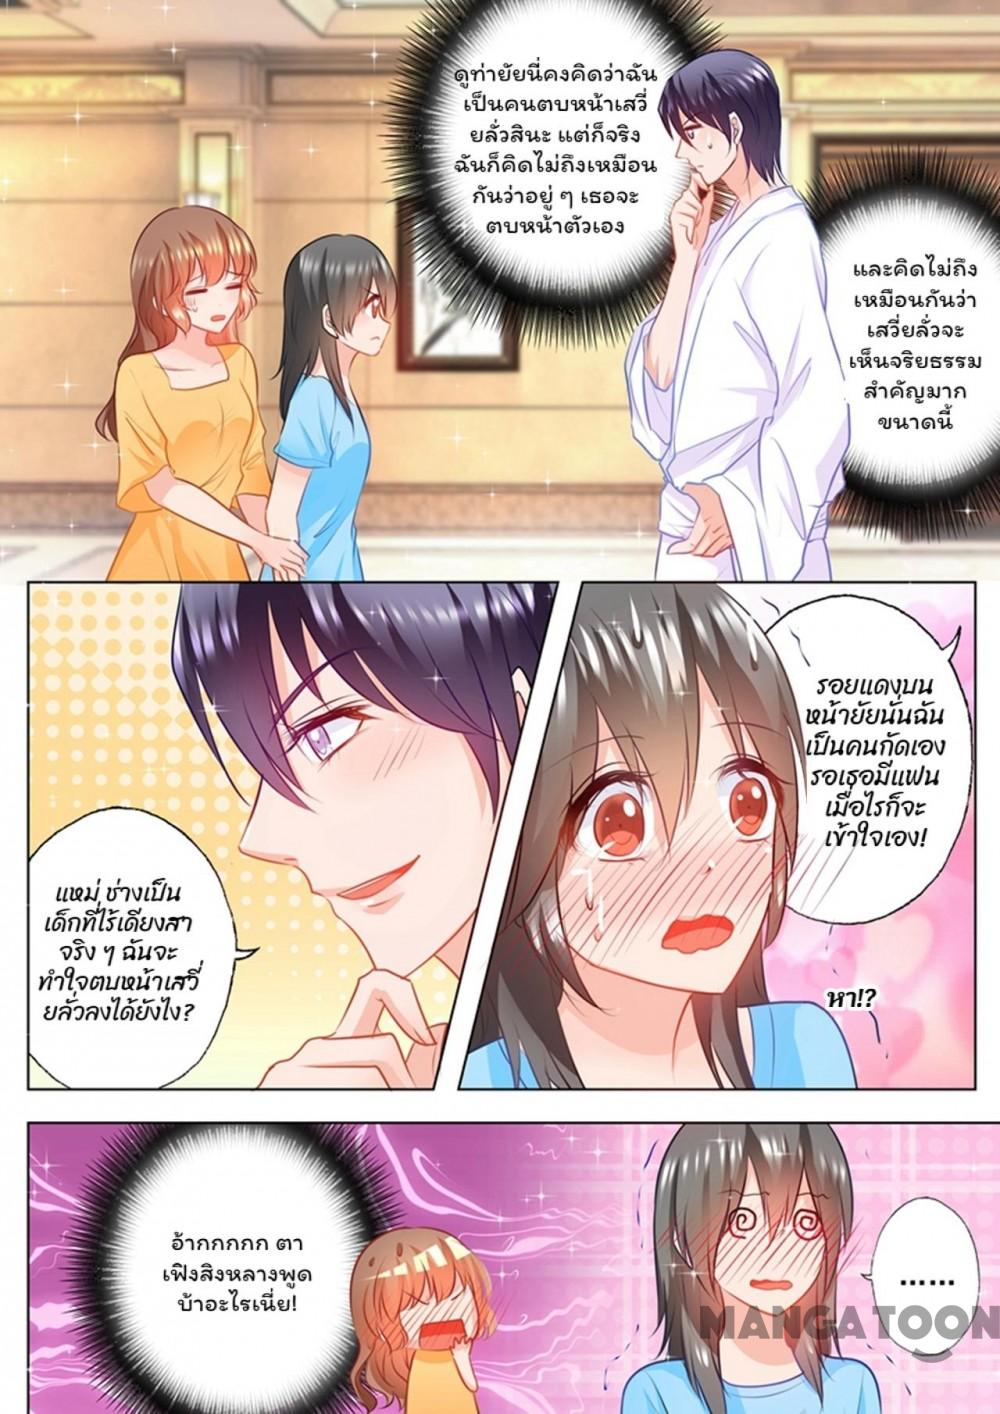 ดูท่ายัยนี่คงคิดว่าฉัน
เป็นคนตบหน้าเสวี่
ยลั่วสินะ แต่ก็จริง
ฉันก็คิดไม่ถึงเหมือน
กันว่าอยู่ ๆ เธอจะ
ตบหน้าตัวเอง
และคิดไม่ถึง
เหมือนกันว่า
เสวี่ยลั่วจะ
เห็นจริยธรรม
สำคัญมาก
ขนาดนี้
แหม่ ช่างเป็น
เด็กที่ไร้เดียงสา
จริง ๆ ฉันจะ
ทำใจตบหน้าเสวี่
ยลั่วลงได้ยังไง?
รอยแดงบน
หน้ายัยนั่นฉัน
เป็นคนกัดเอง
รอเธอมีแฟน
เมื่อไรก็จะ
เข้าใจเอง!
หา!?
อ้ากกกกก ตา
เฟิงสิงหลางพูด
บ้าอะไรเนี่ย!
......
MANGATOON